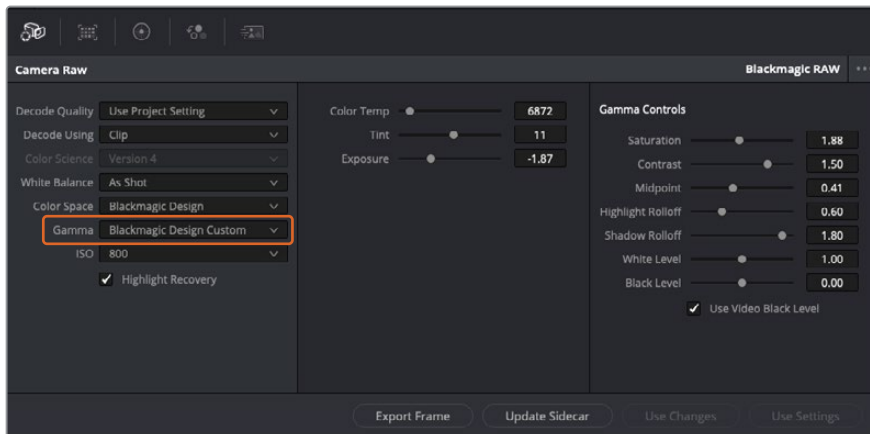 Camera Raw
Blackmagic RAW
Decode Quality Use Project Setting
Decode Using Clip
Color Science Version 4
White Balance As Shot
Color Space Blackmagic Design
Gamma Blackmagic Design Custom
ISO 800
Highlight Recovery
Color Temp 6872
Tint 11
Exposure -1.87
Gamma Controls
Saturation 1.88
Contrast 1.50
Midpoint 0.41
Highlight Rolloff 0.60
Shadow Rolloff 1.80
White Level 1.00
Black Level 0.00
Use Video Black Level
Export Frame Update Sidecar Use Changes Use Settings